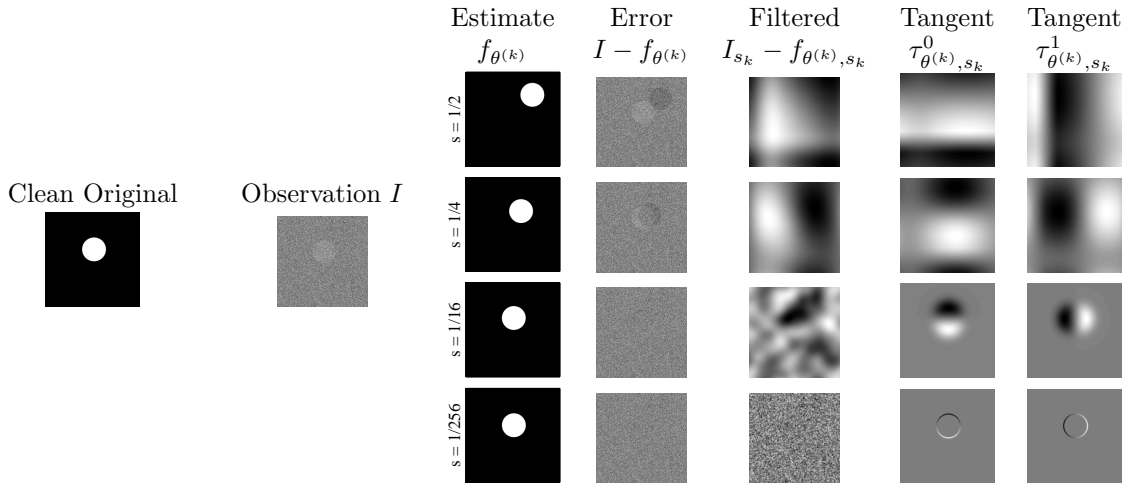 Estimate Error Filtered Tangent Tangent
f_{θ^{(k)}} I − f_{θ^{(k)}} I_{s_k} − f_{θ^{(k)},s_k} τ^0_{θ^{(k)},s_k} τ^1_{θ^{(k)},s_k}
s = 1/2
Clean Original Observation I
s = 1/4
s = 1/16
s = 1/256